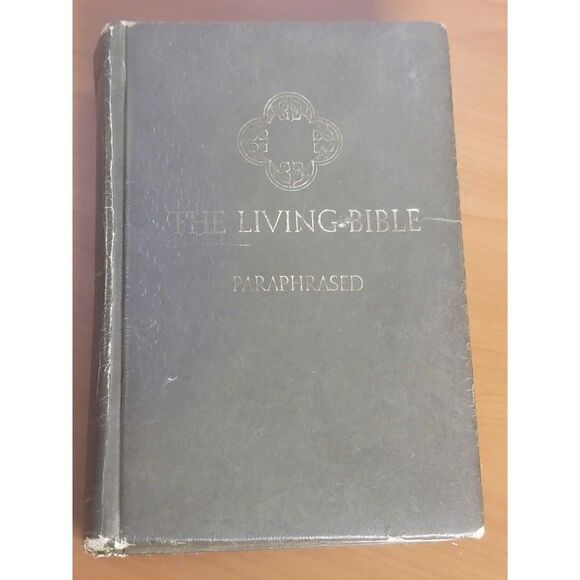 THE LIVING BIBLE
PARAPHRASED